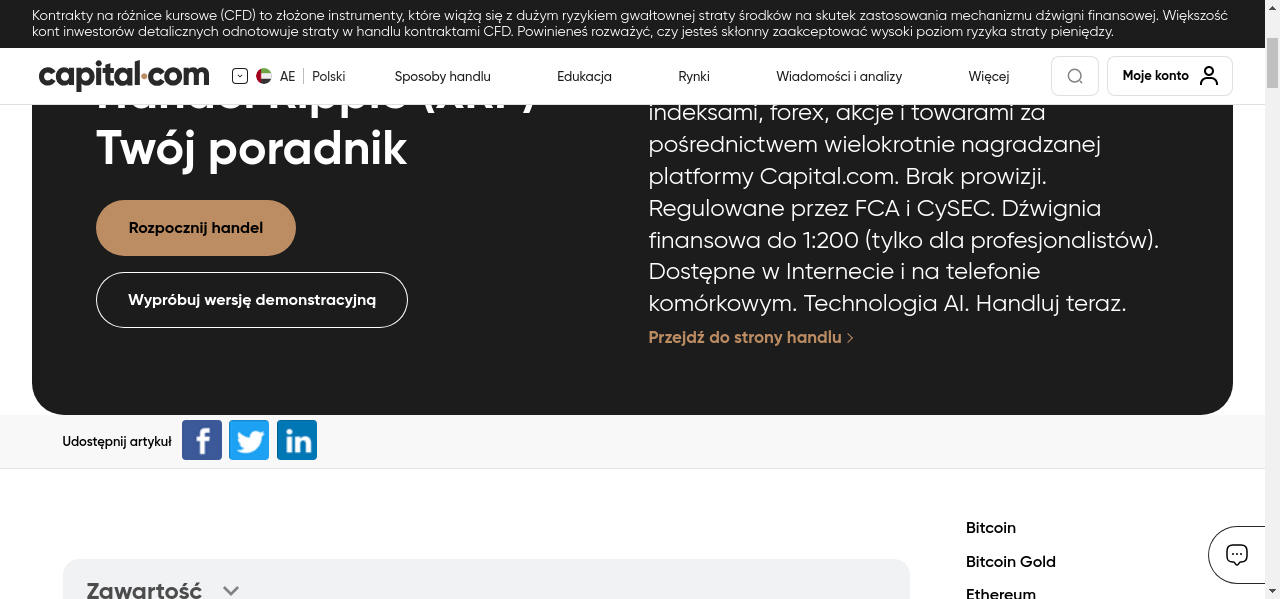 Kontrakty na różnice kursowe (CFD) to złożone instrumenty, które wiążą się z dużym ryzykiem gwałtownej straty środków na skutek zastosowania mechanizmu dźwigni finansowej. Większość
kont inwestorów detalicznych odnotowuje straty w handlu kontraktami CFD. Powinieneś rozważyć, czy jesteś skłonny zaakceptować wysoki poziom ryzyka straty pieniędzy.
capital.com
AE
Polski
Sposoby handlu
Edukacja
Rynki
Wiadomości i analizy
Więcej
Moje konto
Handel Ripple (XRP)
Twój poradnik
Rozpocznij handel
Wypróbuj wersję demonstracyjną
indeksami, forex, akcje i towarami za
pośrednictwem wielokrotnie nagradzanej
platformy Capital.com. Brak prowizji.
Regulowane przez FCA i CySEC. Dźwignia
finansowa do 1:200 (tylko dla profesjonalistów).
Dostępne w Internecie i na telefonie
komórkowym. Technologia AI. Handluj teraz.
Przejdź do strony handlu
Udostępnij artykuł
Zawartość
Bitcoin
Bitcoin Gold
Ethereum